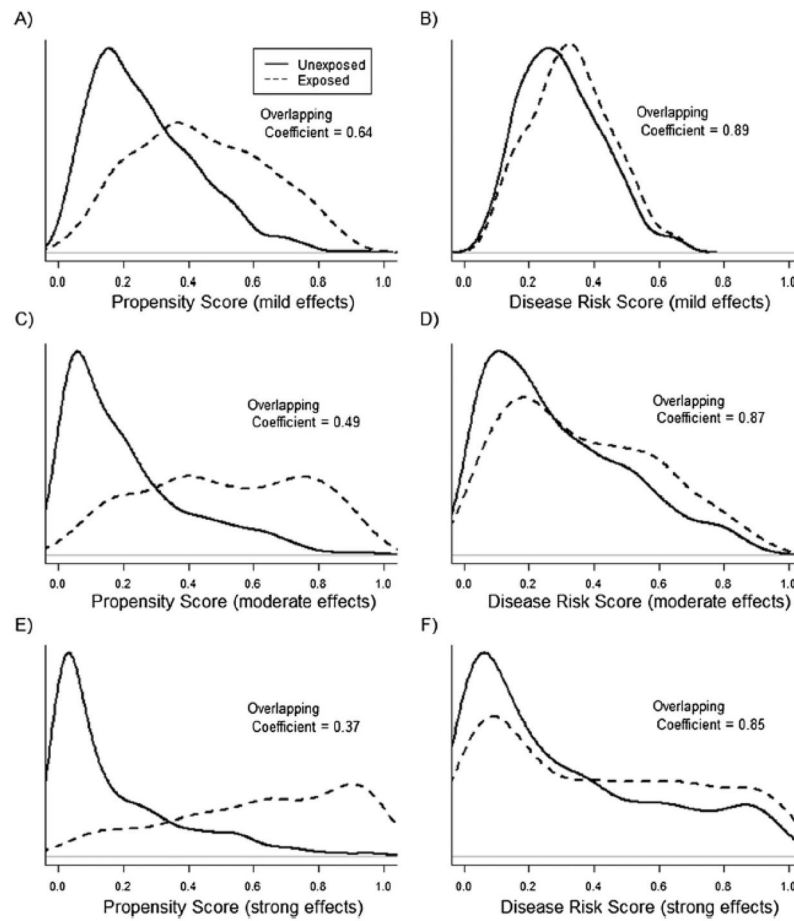 A)
Unexposed
Exposed
Overlapping
Coefficient = 0.64
0.0 0.2 0.4 0.6 0.8 1.0
Propensity Score (mild effects)
B)
Overlapping
Coefficient = 0.89
0.0 0.2 0.4 0.6 0.8 1.0
Disease Risk Score (mild effects)
C)
Overlapping
Coefficient = 0.49
0.0 0.2 0.4 0.6 0.8 1.0
Propensity Score (moderate effects)
D)
Overlapping
Coefficient = 0.87
0.0 0.2 0.4 0.6 0.8 1.0
Disease Risk Score (moderate effects)
E)
Overlapping
Coefficient = 0.37
0.0 0.2 0.4 0.6 0.8 1.0
Propensity Score (strong effects)
F)
Overlapping
Coefficient = 0.85
0.0 0.2 0.4 0.6 0.8 1.0
Disease Risk Score (strong effects)